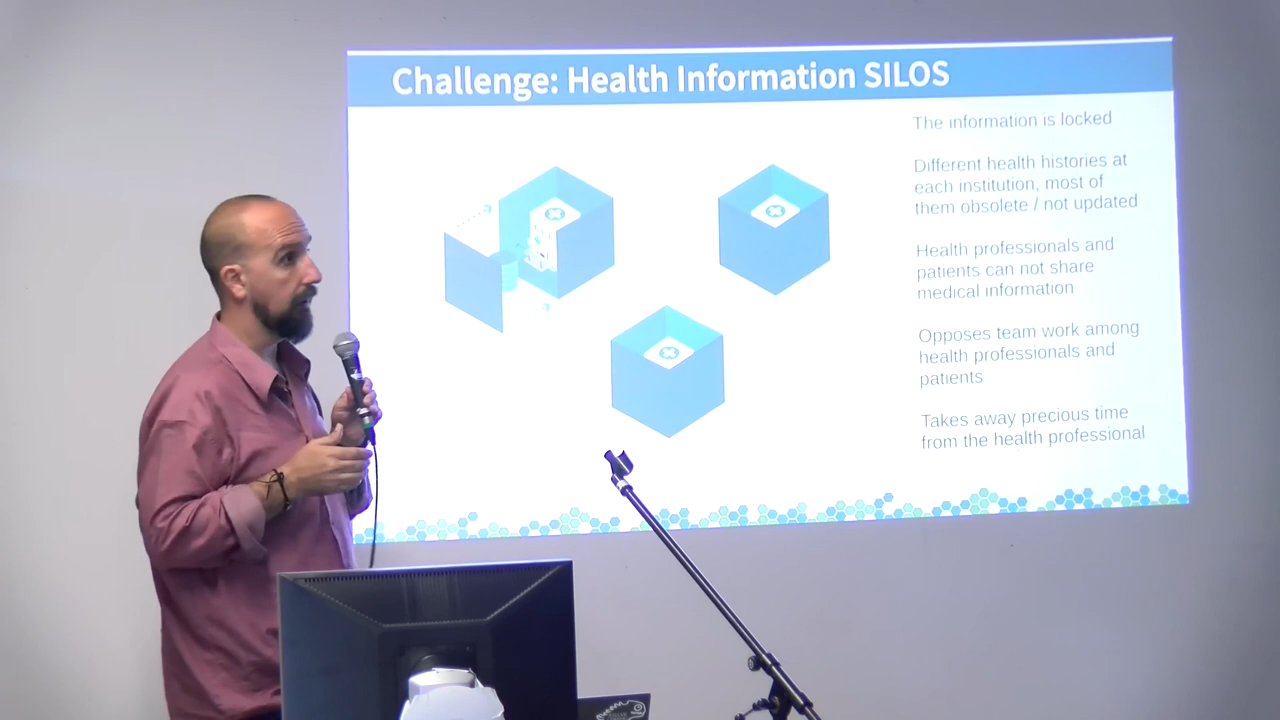 Challenge: Health Information SILOS
The information is locked
Different health histories at
each institution, most of
them obsolete / not updated
Health professionals and
patients can not share
medical information
Opposes team work among
health professionals and
patients
Takes away precious time
from the health professional